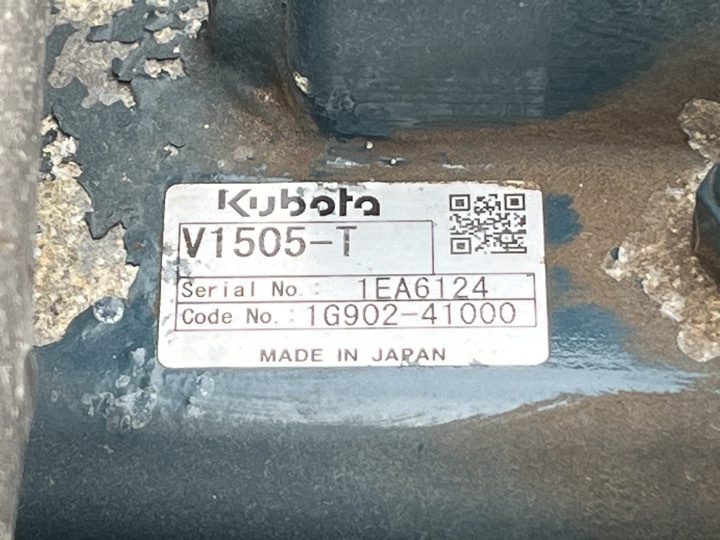 Kubota
V1505-T
Serial No.: 1EA6124
Code No.: 1G902-41000
MADE IN JAPAN